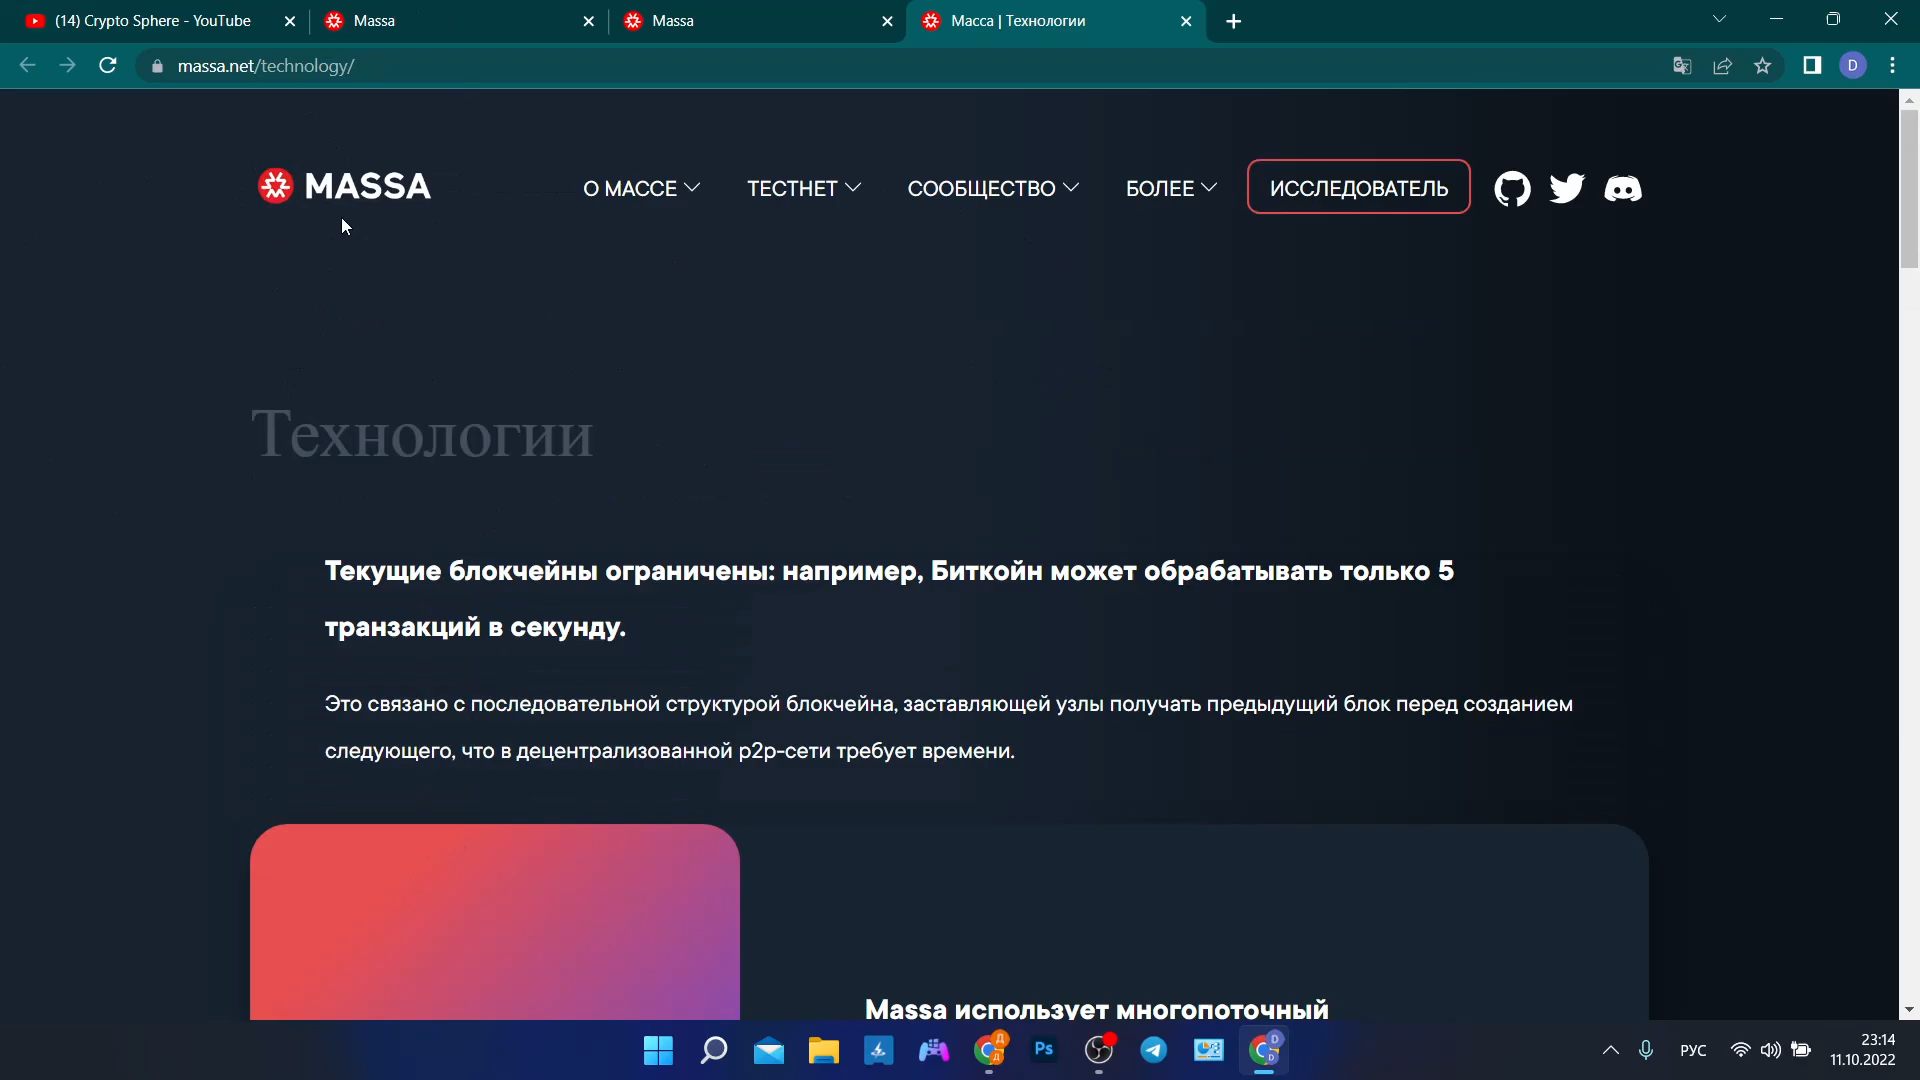 (14) Crypto Sphere - YouTube
Massa
Massa
Масса | Технологии
massa.net/technology/
D
MASSA
О МАССЕ
ТЕСТНЕТ
СООБЩЕСТВО
БОЛЕЕ
ИССЛЕДОВАТЕЛЬ
Технологии
Текущие блокчейны ограничены: например, Биткойн может обрабатывать только 5
транзакций в секунду.
Это связано с последовательной структурой блокчейна, заставляющей узлы получать предыдущий блок перед созданием
следующего, что в децентрализованной p2p-сети требует времени.
Massa использует многопоточный
Д
Д
Ps
D
D
РУС
23:14
11.10.2022